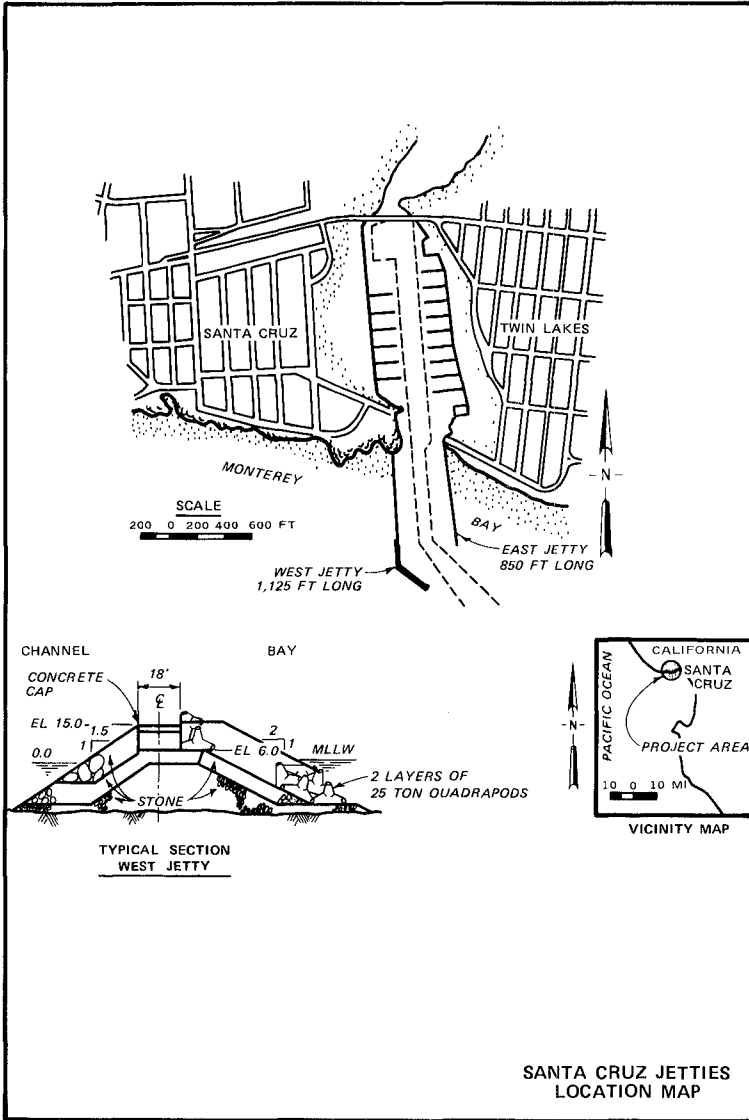 SANTA CRUZ
TWIN LAKES
MONTEREY
BAY
-N-
SCALE
200 0 200 400 600 FT
WEST JETTY
1,125 FT LONG
EAST JETTY
850 FT LONG
CHANNEL
BAY
CONCRETE
CAP
18'
℄
EL 15.0
1.5
1
0.0
2
1
EL 6.0
MLLW
STONE
2 LAYERS OF
25 TON QUADRAPODS
TYPICAL SECTION
WEST JETTY
-N-
PACIFIC OCEAN
CALIFORNIA
SANTA
CRUZ
PROJECT AREA
10 0 10 MI
VICINITY MAP
SANTA CRUZ JETTIES
LOCATION MAP